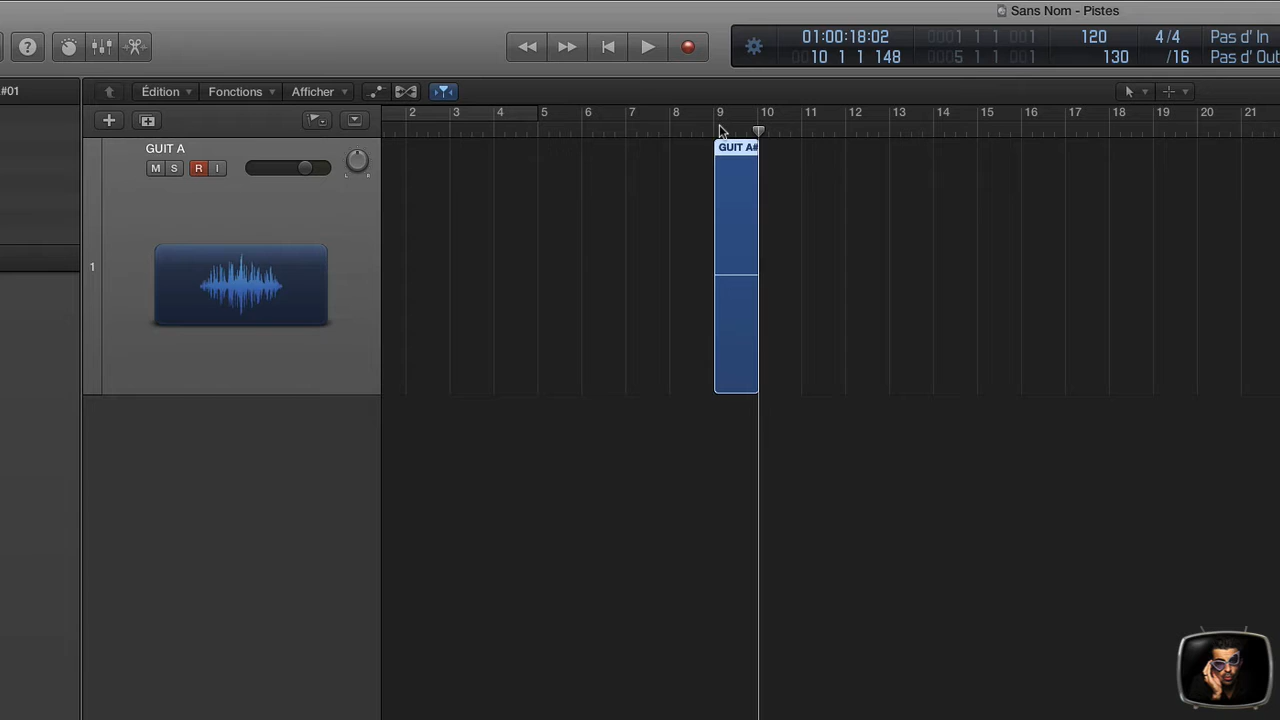 Sans Nom - Pistes
?
01:00:18:02
10 1 1 148
0001 1 1 001
0005 1 1 001
120
130
4/4
/16
Pas d' In
Pas d' Out
#01
Édition
Fonctions
Afficher
2 3 4 5 6 7 8 9 10 11 12 13 14 15 16 17 18 19 20 21
GUIT A
M S R I
L R
1
GUIT A#